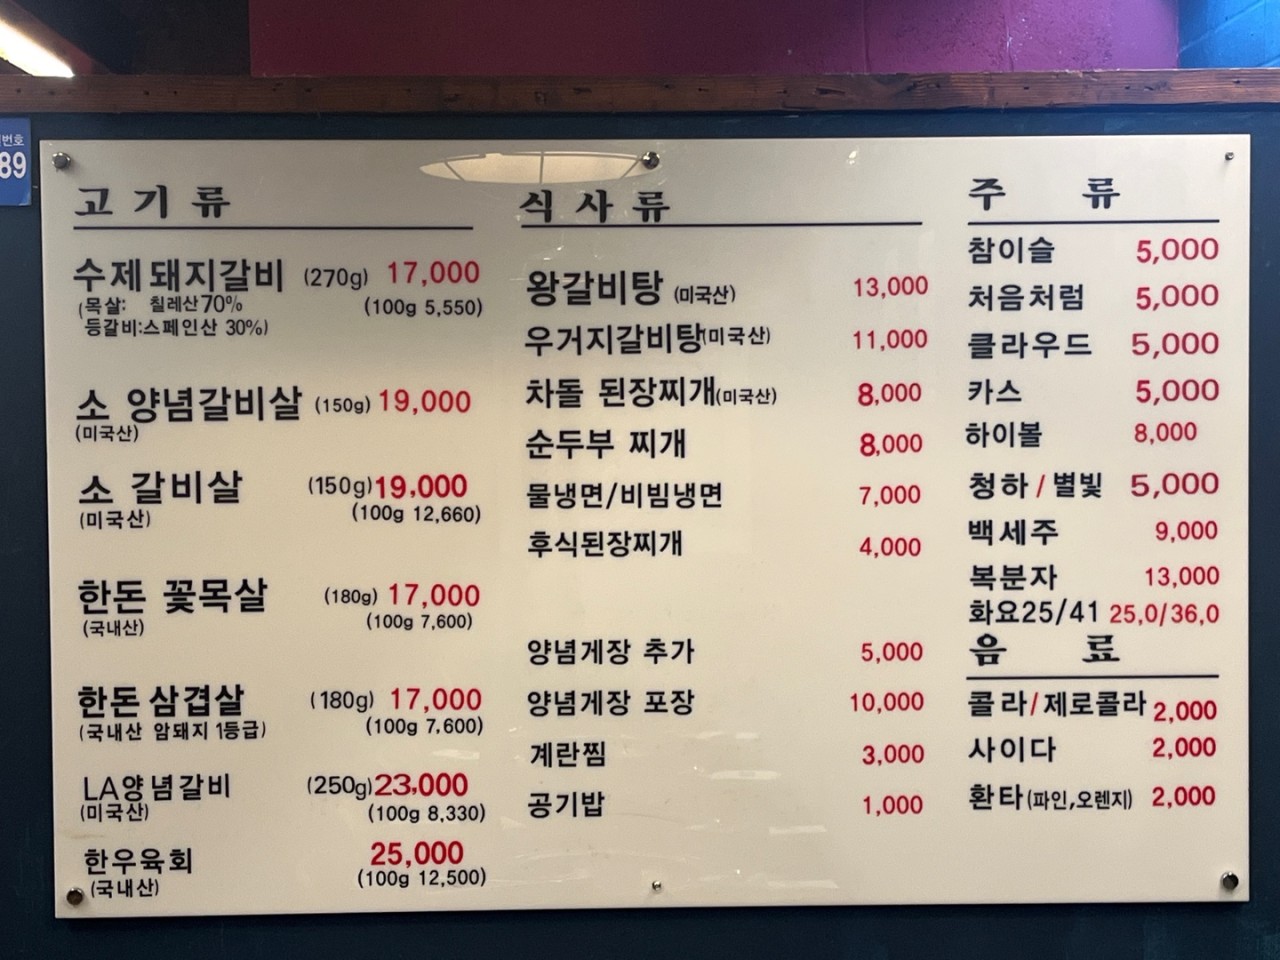 번호
89
고기류
수제돼지갈비 (270g) 17,000
(목살: 칠레산70% (100g 5,550)
등갈비:스페인산 30%)
소 양념갈비살 (150g) 19,000
(미국산)
소 갈비살 (150g)19,000
(미국산) (100g 12,660)
한돈 꽃목살 (180g) 17,000
(국내산) (100g 7,600)
한돈 삼겹살 (180g) 17,000
(국내산 암돼지 1등급) (100g 7,600)
LA양념갈비 (250g)23,000
(미국산) (100g 8,330)
한우육회 25,000
(국내산) (100g 12,500)
식사류
왕갈비탕 (미국산) 13,000
우거지갈비탕(미국산) 11,000
차돌 된장찌개(미국산) 8,000
순두부 찌개 8,000
물냉면/비빔냉면 7,000
후식된장찌개 4,000
양념게장 추가 5,000
양념게장 포장 10,000
계란찜 3,000
공기밥 1,000
주류
참이슬 5,000
처음처럼 5,000
클라우드 5,000
카스 5,000
하이볼 8,000
청하/별빛 5,000
백세주 9,000
복분자 13,000
화요25/41 25,0/36,0
음료
콜라/제로콜라 2,000
사이다 2,000
환타(파인,오렌지) 2,000